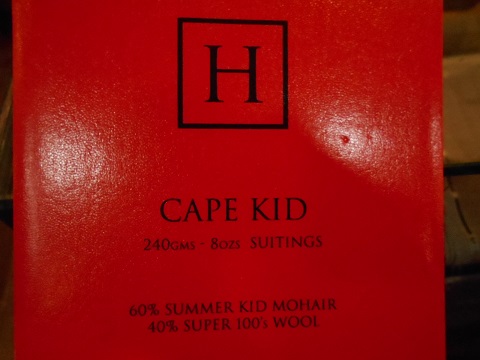 H
CAPE KID
240GMS - 8OZS SUITINGS
60% SUMMER KID MOHAIR
40% SUPER 100's WOOL